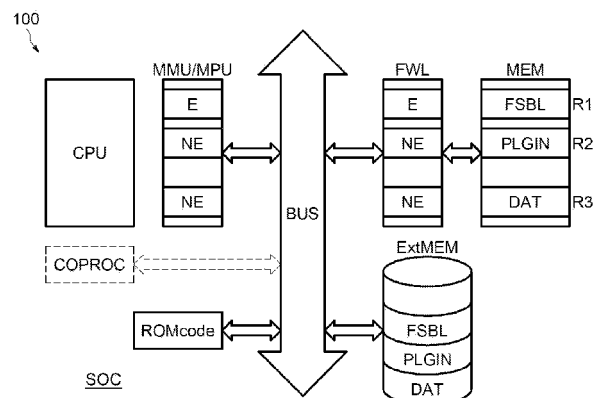 100
MMU/MPU
FWL
MEM
E
E
FSBL
R1
CPU
NE
NE
PLGIN
R2
BUS
NE
NE
DAT
R3
COPROC
ExtMEM
ROMcode
FSBL
PLGIN
SOC
DAT